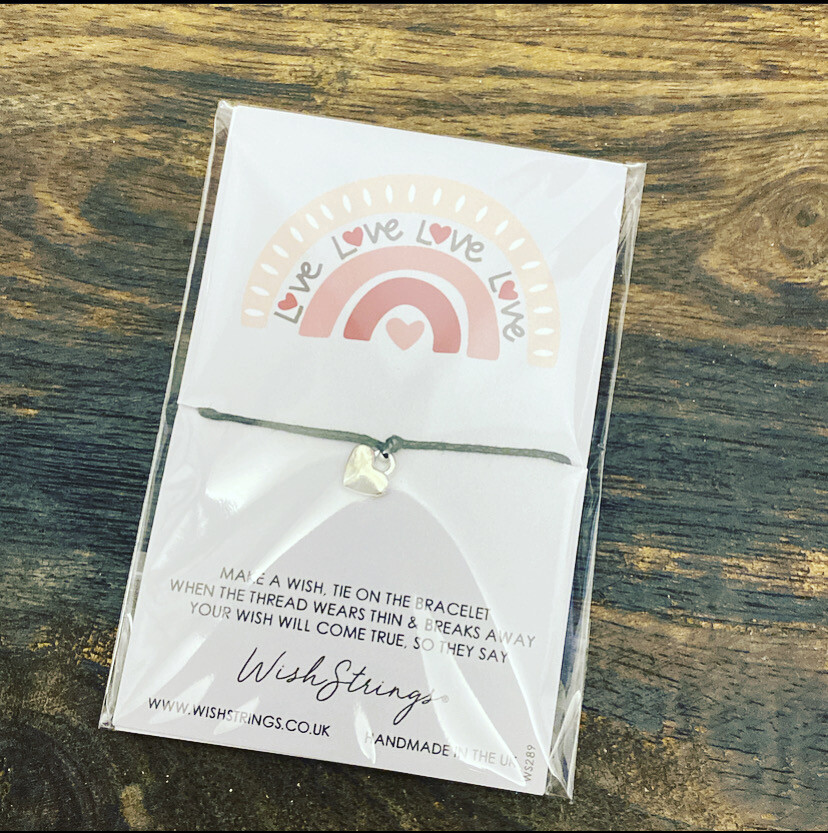 Love Love Love Love
MAKE A WISH, TIE ON THE BRACELET
WHEN THE THREAD WEARS THIN & BREAKS AWAY
YOUR WISH WILL COME TRUE, SO THEY SAY
WishStrings®
WWW.WISHSTRINGS.CO.UK
HANDMADE IN THE UK
WS289